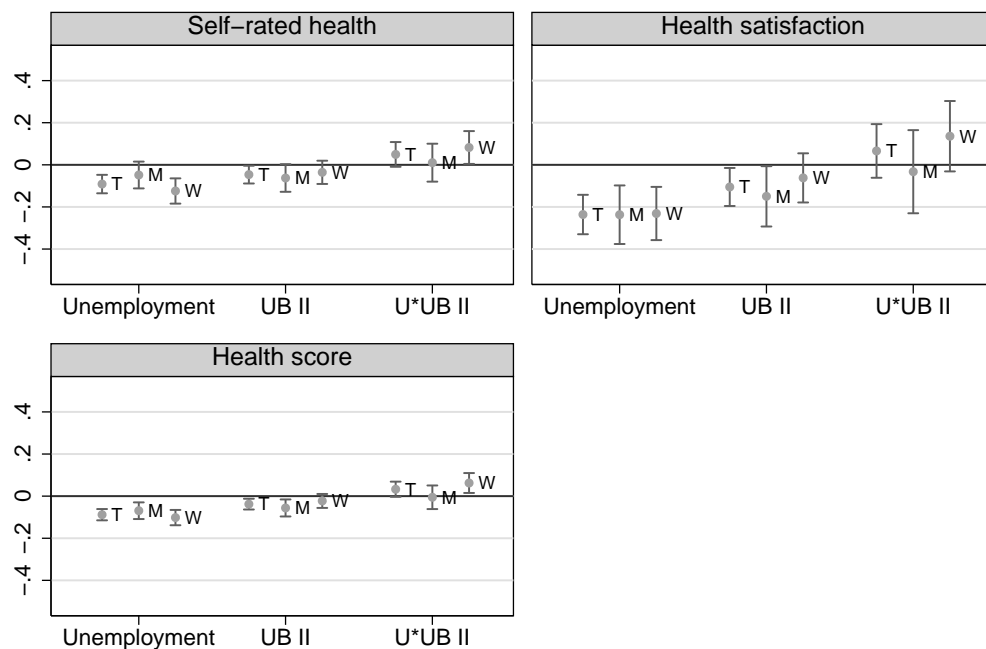 Self−rated health
Health satisfaction
.4
.2
0
−.2
−.4
T
M
W
T
M
W
T
M
W
T
M
W
T
M
W
T
M
W
Unemployment
UB II
U*UB II
Unemployment
UB II
U*UB II
Health score
.4
.2
0
−.2
−.4
T
M
W
T
M
W
T
M
W
Unemployment
UB II
U*UB II